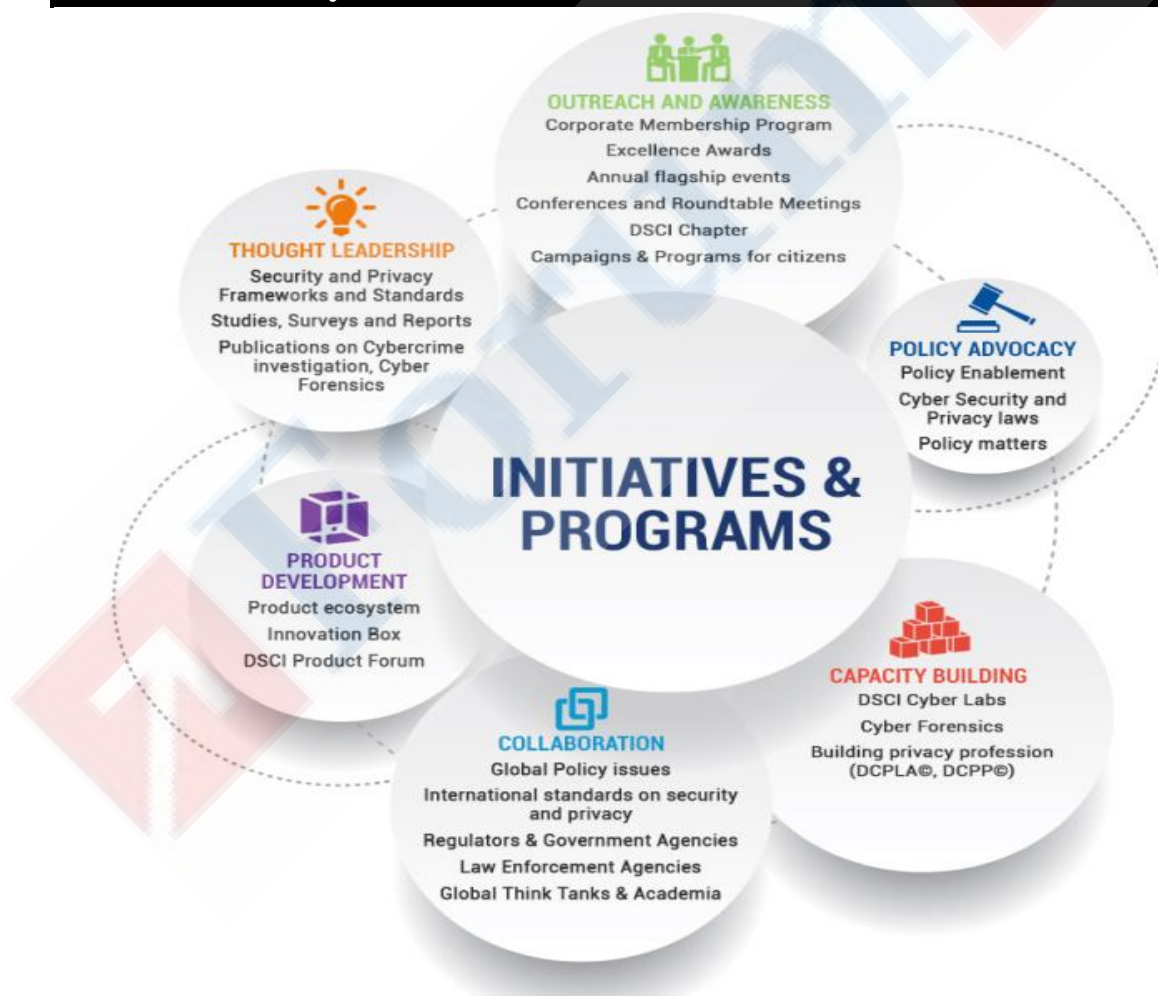 OUTREACH AND AWARENESS
Corporate Membership Program
Excellence Awards
Annual flagship events
Conferences and Roundtable Meetings
DSCI Chapter
Campaigns & Programs for citizens
THOUGHT LEADERSHIP
Security and Privacy
Frameworks and Standards
Studies, Surveys and Reports
Publications on Cybercrime
investigation, Cyber
Forensics
POLICY ADVOCACY
Policy Enablement
Cyber Security and
Privacy laws
Policy matters
INITIATIVES &
PROGRAMS
PRODUCT
DEVELOPMENT
Product ecosystem
Innovation Box
DSCI Product Forum
CAPACITY BUILDING
DSCI Cyber Labs
Cyber Forensics
Building privacy profession
(DCPLA©, DCPP©)
COLLABORATION
Global Policy issues
International standards on security
and privacy
Regulators & Government Agencies
Law Enforcement Agencies
Global Think Tanks & Academia